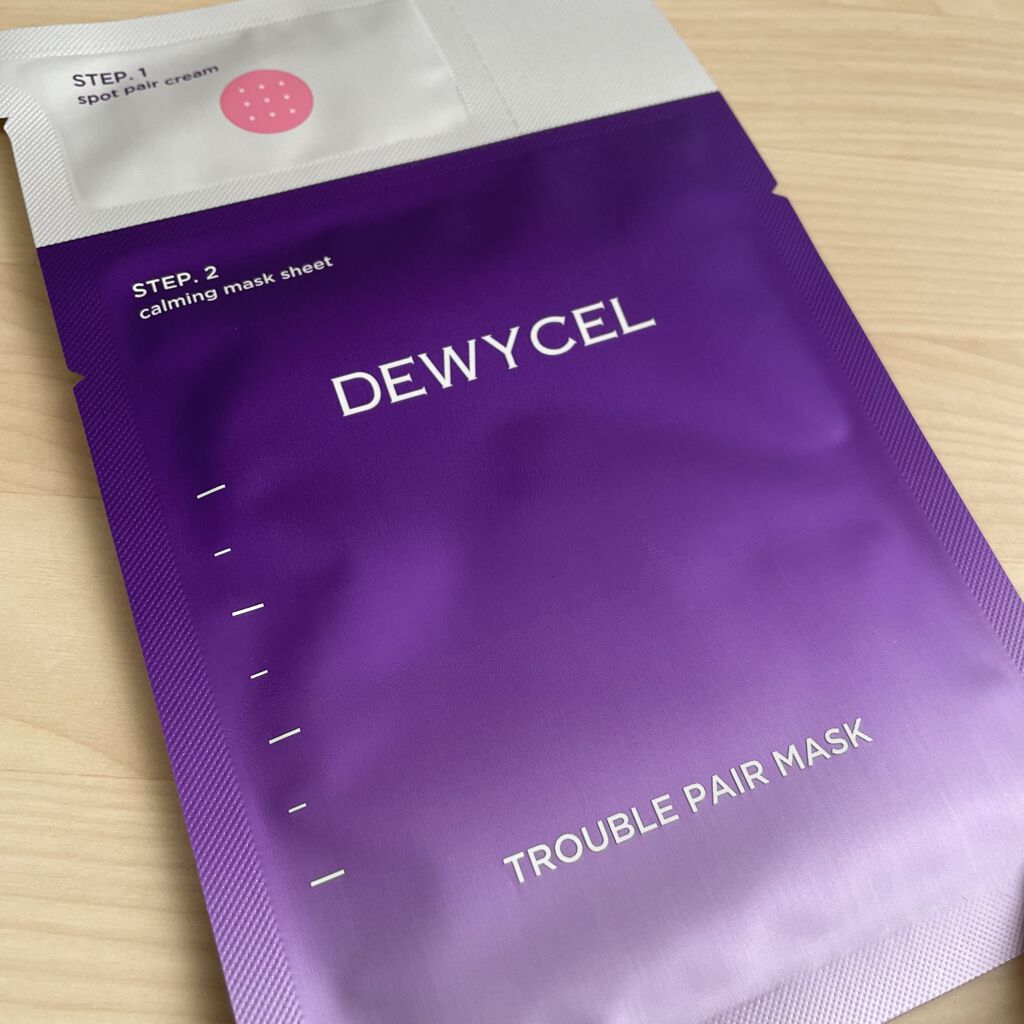 STEP. 1
spot pair cream
STEP. 2
calming mask sheet
DEWYCEL
TROUBLE PAIR MASK